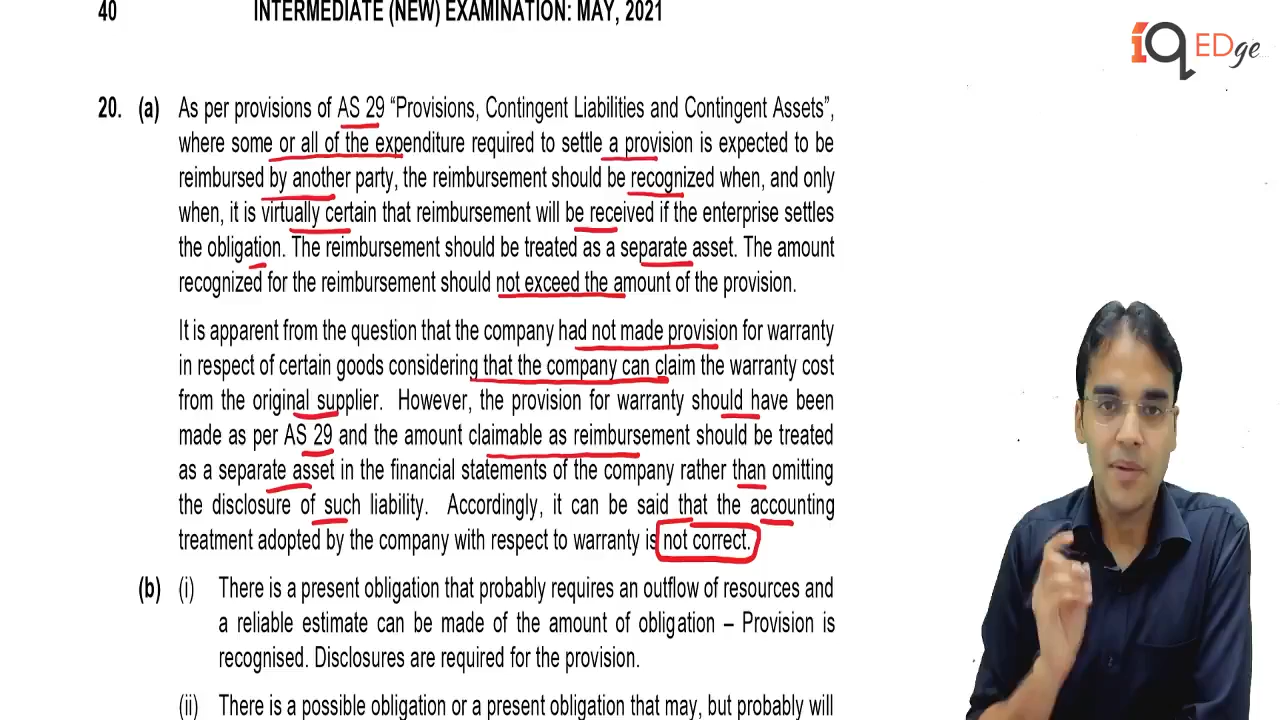 40 INTERMEDIATE (NEW) EXAMINATION: MAY, 2021
iQ EDge
20. (a) As per provisions of AS 29 “Provisions, Contingent Liabilities and Contingent Assets”,
where some or all of the expenditure required to settle a provision is expected to be
reimbursed by another party, the reimbursement should be recognized when, and only
when, it is virtually certain that reimbursement will be received if the enterprise settles
the obligation. The reimbursement should be treated as a separate asset. The amount
recognized for the reimbursement should not exceed the amount of the provision.
It is apparent from the question that the company had not made provision for warranty
in respect of certain goods considering that the company can claim the warranty cost
from the original supplier. However, the provision for warranty should have been
made as per AS 29 and the amount claimable as reimbursement should be treated
as a separate asset in the financial statements of the company rather than omitting
the disclosure of such liability. Accordingly, it can be said that the accounting
treatment adopted by the company with respect to warranty is not correct.
(b) (i) There is a present obligation that probably requires an outflow of resources and
a reliable estimate can be made of the amount of obligation – Provision is
recognised. Disclosures are required for the provision.
(ii) There is a possible obligation or a present obligation that may, but probably will